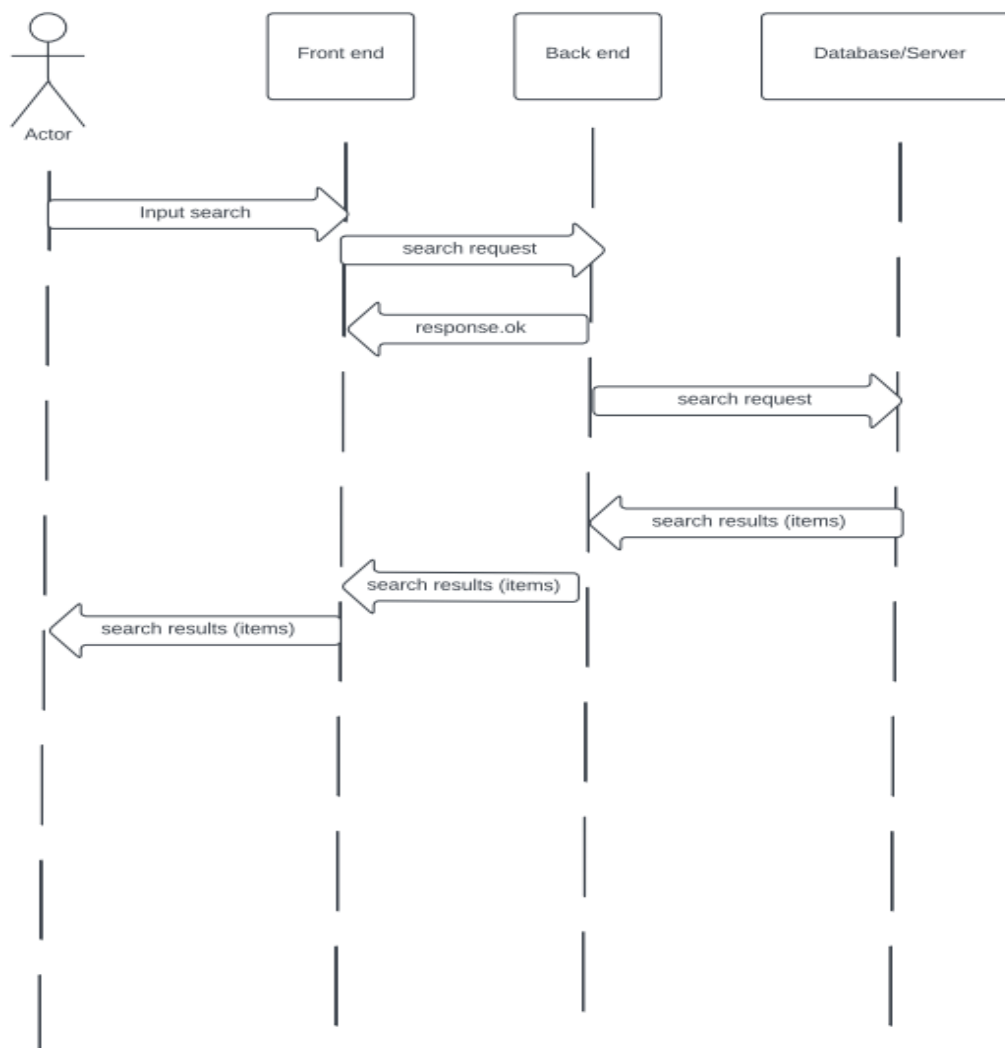 Front end
Back end
Database/Server
Actor
Input search
search request
response.ok
search request
search results (items)
search results (items)
search results (items)